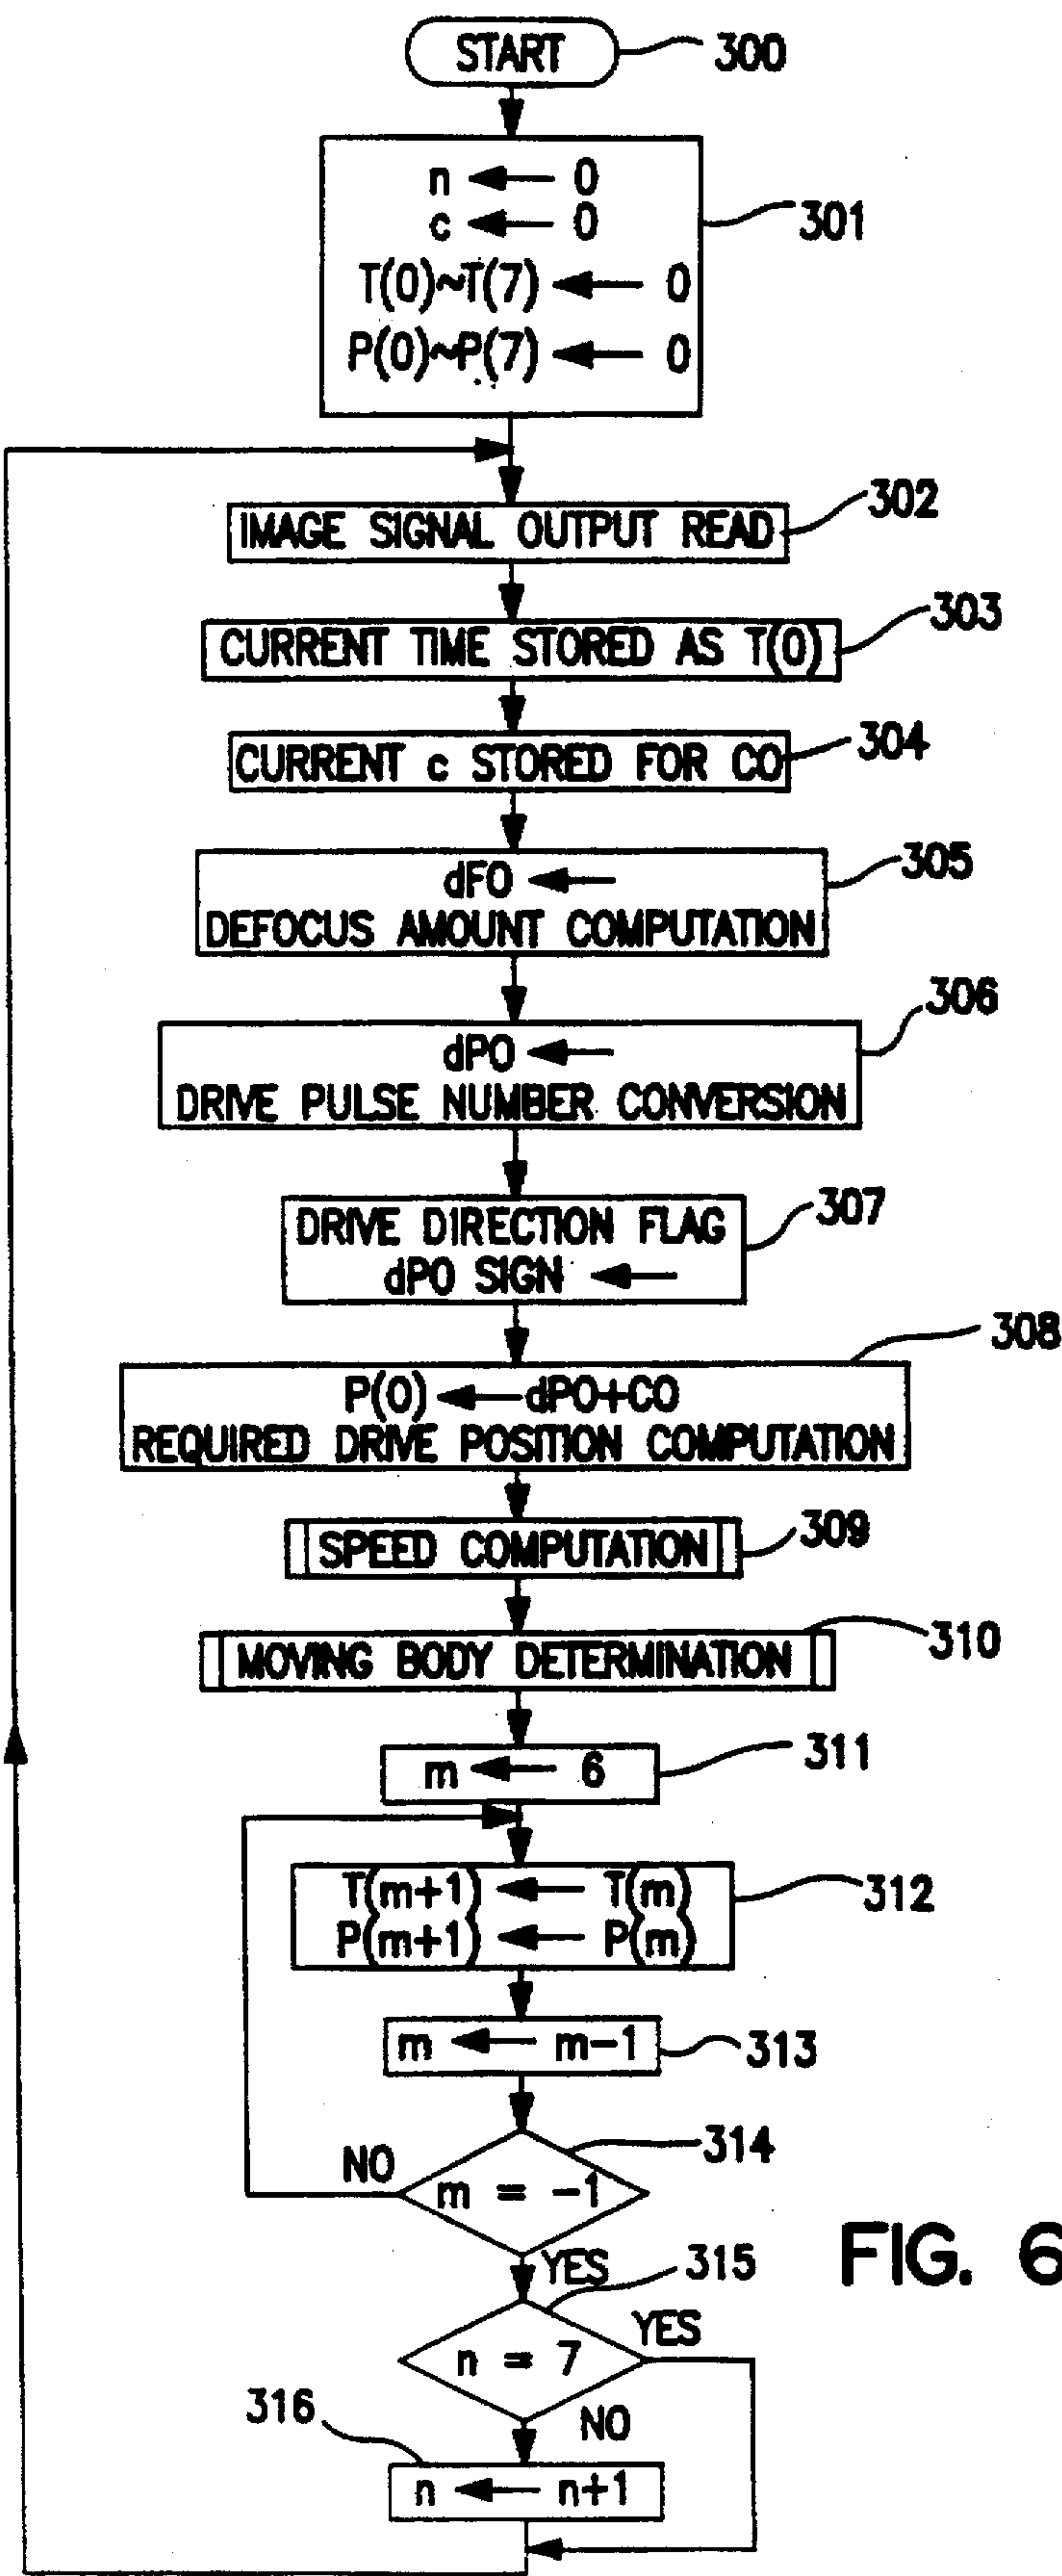 START 300
n ← 0
c ← 0
301
T(0)~T(7) ← 0
P(0)~P(7) ← 0
IMAGE SIGNAL OUTPUT READ 302
CURRENT TIME STORED AS T(0) 303
CURRENT c STORED FOR CO 304
dFO ←
DEFOCUS AMOUNT COMPUTATION
305
dPO ←
DRIVE PULSE NUMBER CONVERSION
306
DRIVE DIRECTION FLAG
dPO SIGN ←
307
P(0) ← dPO+CO
REQUIRED DRIVE POSITION COMPUTATION
308
SPEED COMPUTATION 309
MOVING BODY DETERMINATION 310
m ← 6 311
T(m+1) ← T(m)
P(m+1) ← P(m)
312
m ← m-1 313
m = -1 314
NO
YES
n = 7 315
YES
NO
n ← n+1 316
FIG. 6